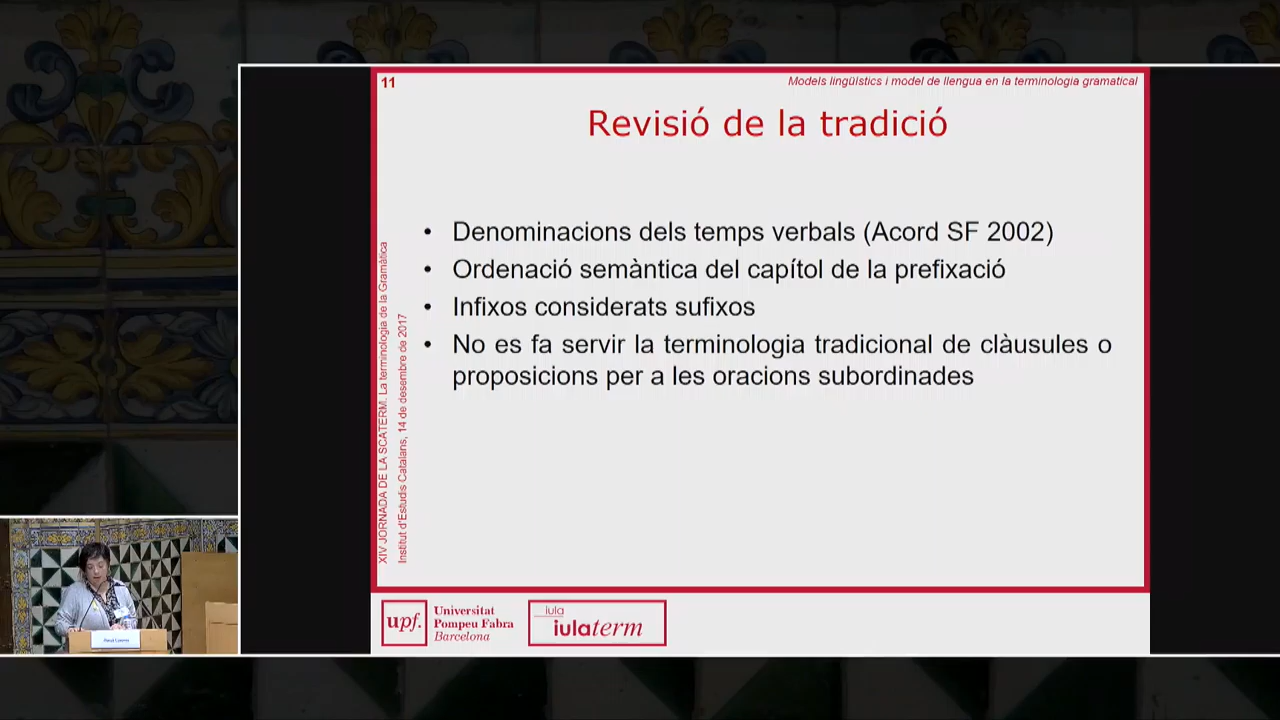 11
Models lingüístics i model de llengua en la terminologia gramatical
Revisió de la tradició
• Denominacions dels temps verbals (Acord SF 2002)
• Ordenació semàntica del capítol de la prefixació
• Infixos considerats sufixos
• No es fa servir la terminologia tradicional de clàusules o
proposicions per a les oracions subordinades
XIV JORNADA DE LA SCATERM. La terminologia de la Gramàtica
Institut d'Estudis Catalans, 14 de desembre de 2017
upf.
Universitat
Pompeu Fabra
Barcelona
iula
iulaterm